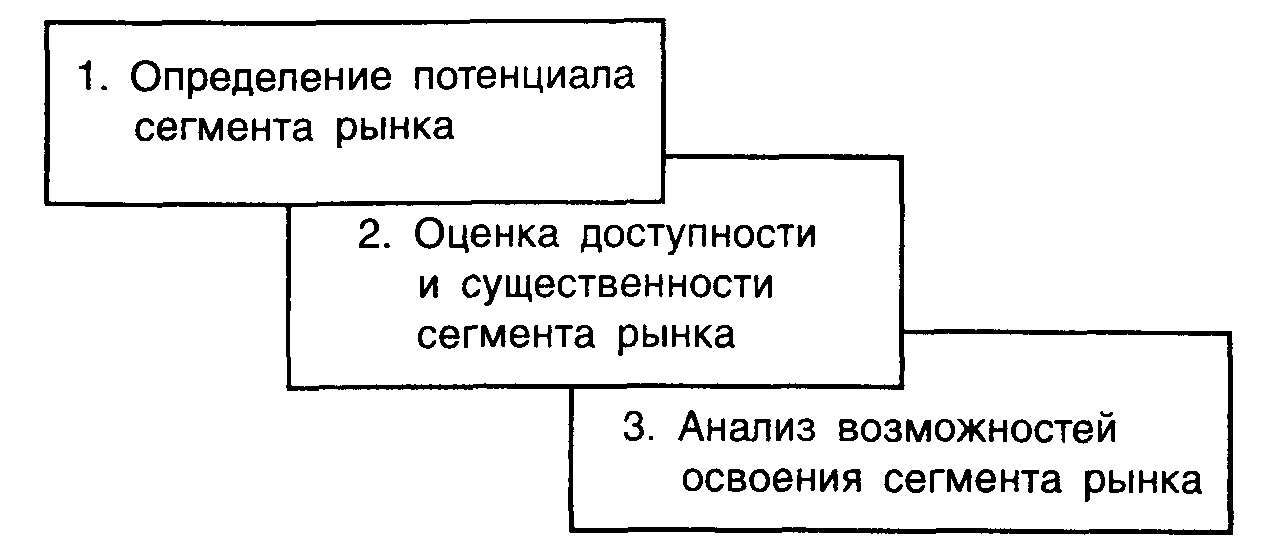 1. Определение потенциала
сегмента рынка
2. Оценка доступности
и существенности
сегмента рынка
3. Анализ возможностей
освоения сегмента рынка